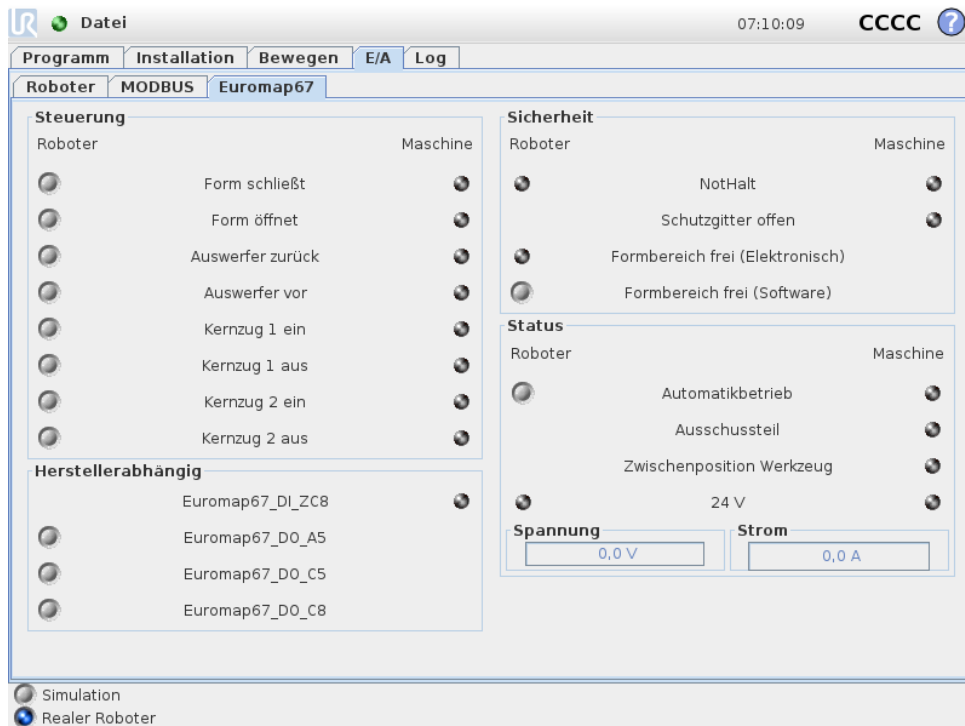 UR Datei 07:10:09 CCCC ?
Programm Installation Bewegen E/A Log
Roboter MODBUS Euromap67
Steuerung
Roboter Maschine
Form schließt
Form öffnet
Auswerfer zurück
Auswerfer vor
Kernzug 1 ein
Kernzug 1 aus
Kernzug 2 ein
Kernzug 2 aus
Herstellerabhängig
Euromap67_DI_ZC8
Euromap67_DO_A5
Euromap67_DO_C5
Euromap67_DO_C8
Sicherheit
Roboter Maschine
NotHalt
Schutzgitter offen
Formbereich frei (Elektronisch)
Formbereich frei (Software)
Status
Roboter Maschine
Automatikbetrieb
Ausschussteil
Zwischenposition Werkzeug
24 V
Spannung Strom
0,0 V 0,0 A
Simulation
Realer Roboter